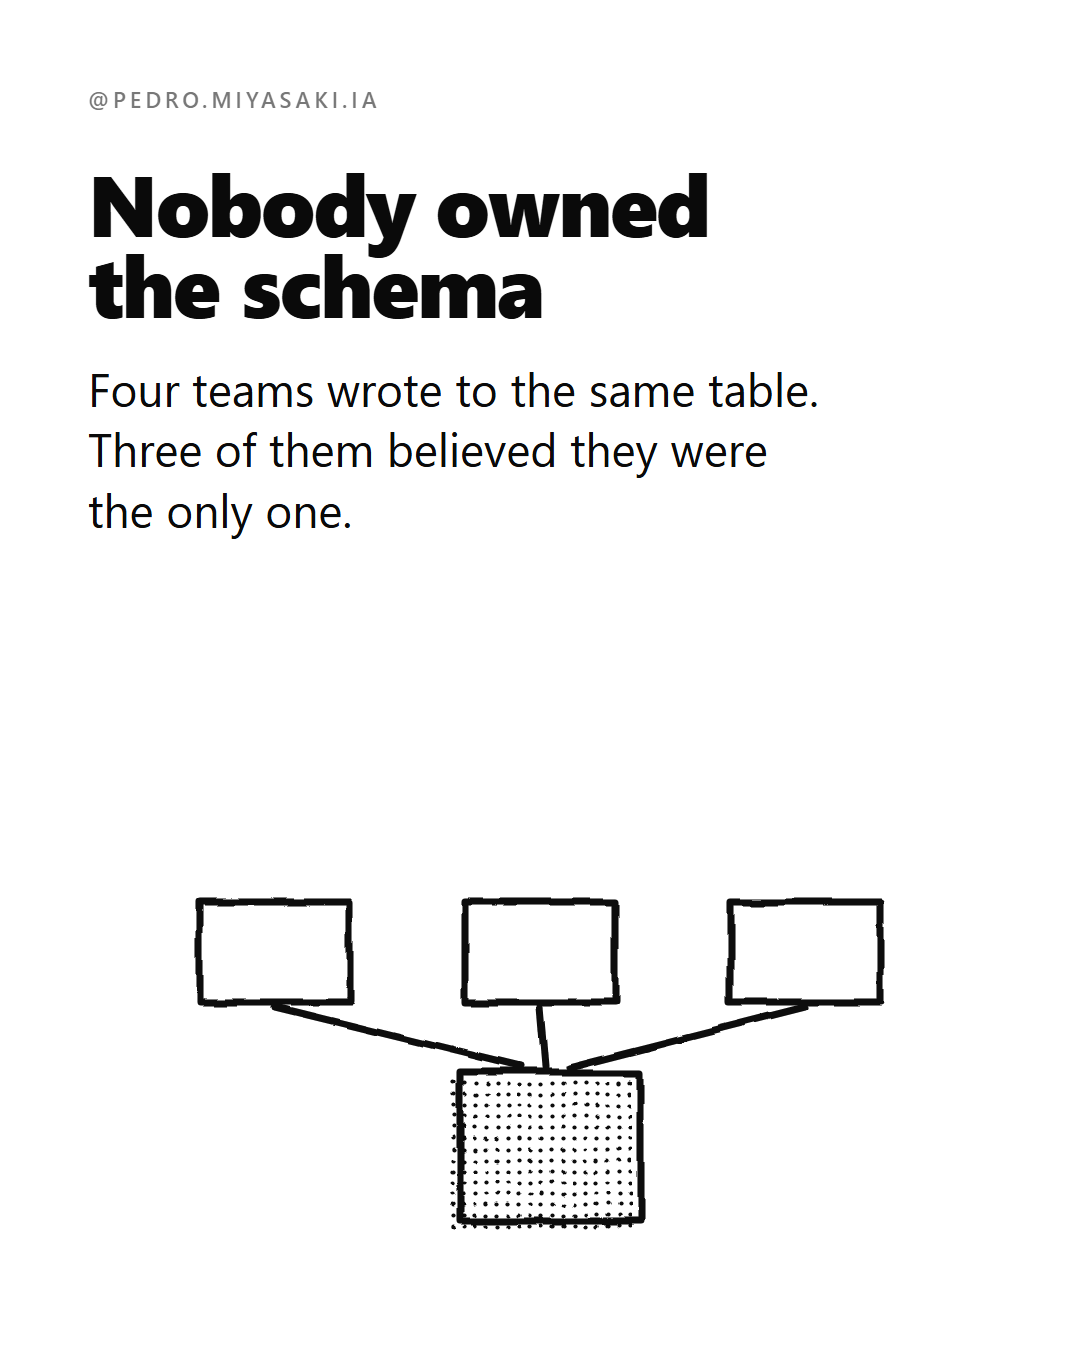 @PEDRO.MIYASAKI.IA
Nobody owned
the schema
Four teams wrote to the same table.
Three of them believed they were
the only one.